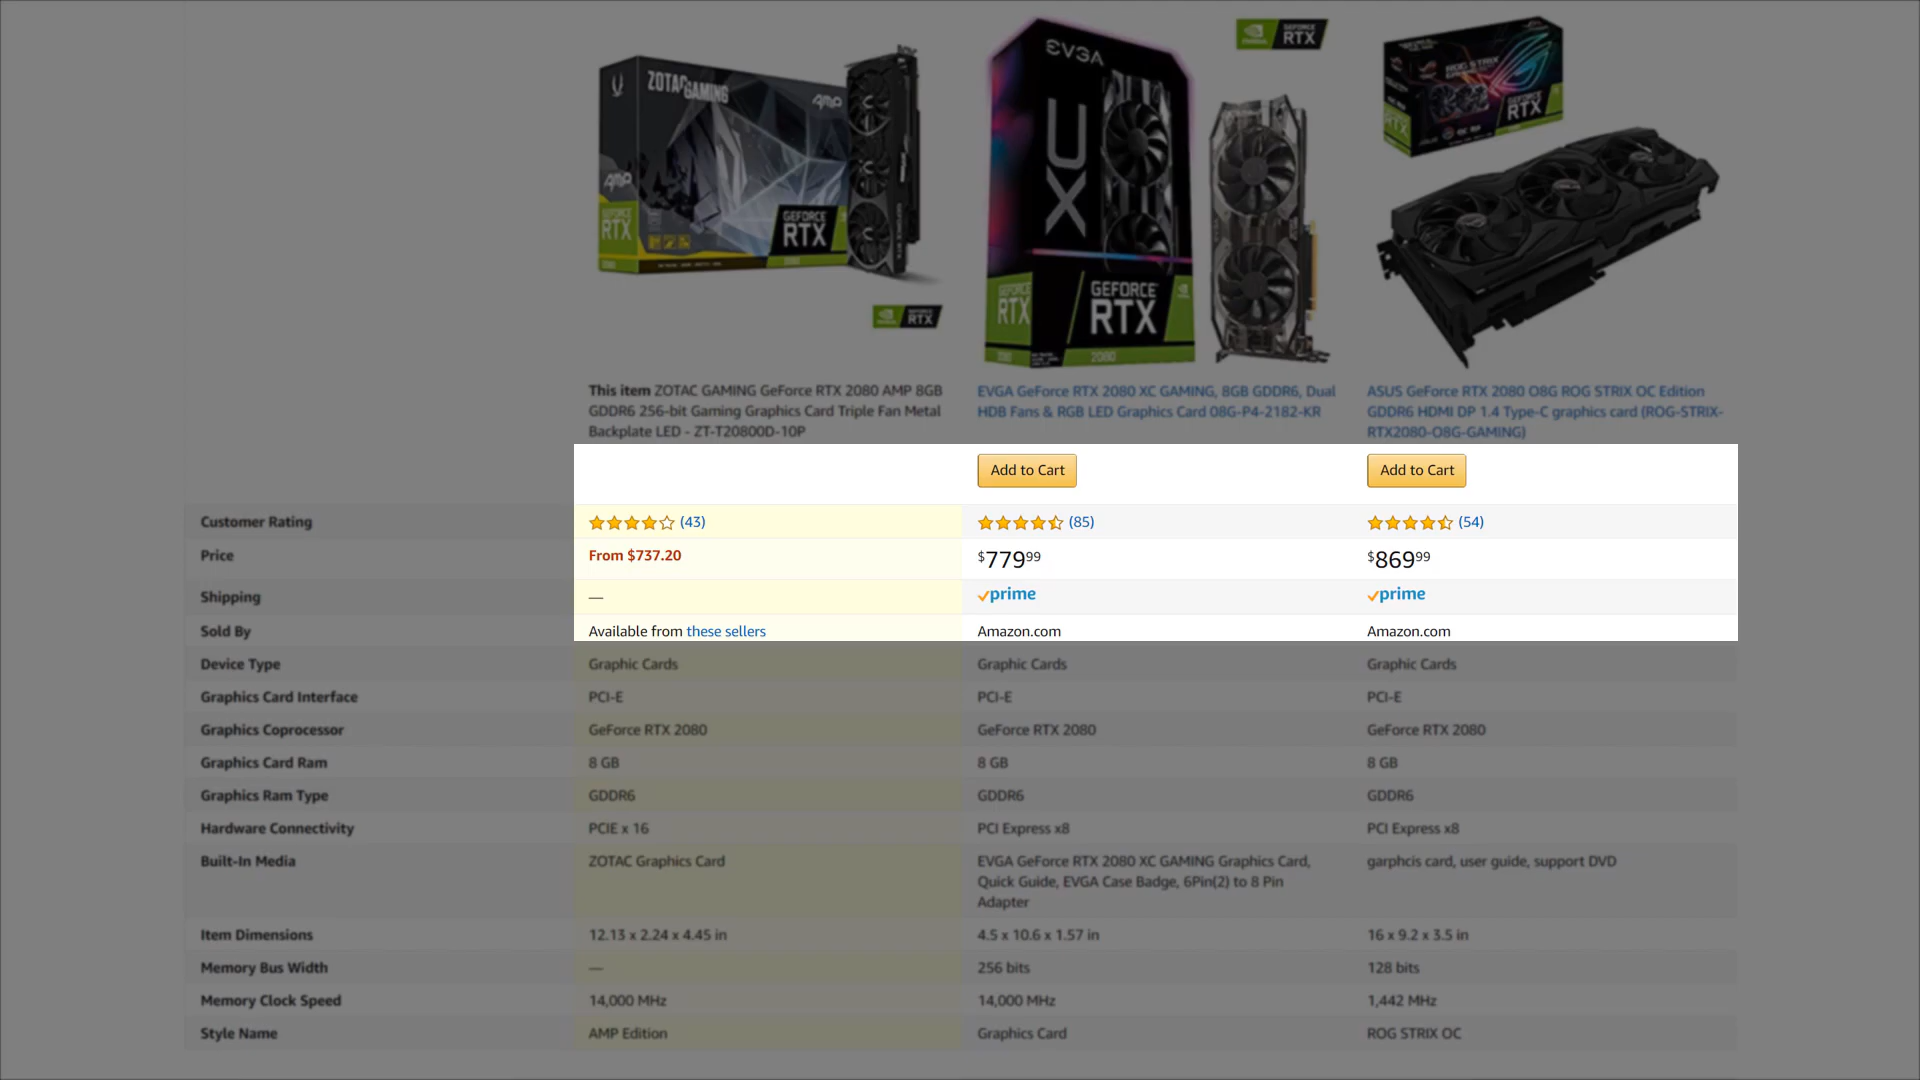 ZOTAC GAMING
AMP
AMP
GEFORCE
RTX
GEFORCE
RTX
GEFORCE
RTX
EVGA
XC
GEFORCE
RTX
GEFORCE
RTX
2080
GEFORCE
RTX
ROG STRIX
GEFORCE
RTX
RTX
This item ZOTAC GAMING GeForce RTX 2080 AMP 8GB
GDDR6 256-bit Gaming Graphics Card Triple Fan Metal
Backplate LED - ZT-T20800D-10P
EVGA GeForce RTX 2080 XC GAMING, 8GB GDDR6, Dual
HDB Fans & RGB LED Graphics Card 08G-P4-2182-KR
ASUS GeForce RTX 2080 O8G ROG STRIX OC Edition
GDDR6 HDMI DP 1.4 Type-C graphics card (ROG-STRIX-
RTX2080-O8G-GAMING)
Add to Cart Add to Cart
Customer Rating (43) (85) (54)
Price From $737.20 $779.99 $869.99
Shipping — prime prime
Sold By Available from these sellers Amazon.com Amazon.com
Device Type Graphic Cards Graphic Cards Graphic Cards
Graphics Card Interface PCI-E PCI-E PCI-E
Graphics Coprocessor GeForce RTX 2080 GeForce RTX 2080 GeForce RTX 2080
Graphics Card Ram 8 GB 8 GB 8 GB
Graphics Ram Type GDDR6 GDDR6 GDDR6
Hardware Connectivity PCIE x 16 PCI Express x8 PCI Express x8
Built-In Media ZOTAC Graphics Card EVGA GeForce RTX 2080 XC GAMING Graphics Card, garphcis card, user guide, support DVD
Quick Guide, EVGA Case Badge, 6Pin(2) to 8 Pin
Adapter
Item Dimensions 12.13 x 2.24 x 4.45 in 4.5 x 10.6 x 1.57 in 16 x 9.2 x 3.5 in
Memory Bus Width — 256 bits 128 bits
Memory Clock Speed 14,000 MHz 14,000 MHz 1,442 MHz
Style Name AMP Edition Graphics Card ROG STRIX OC